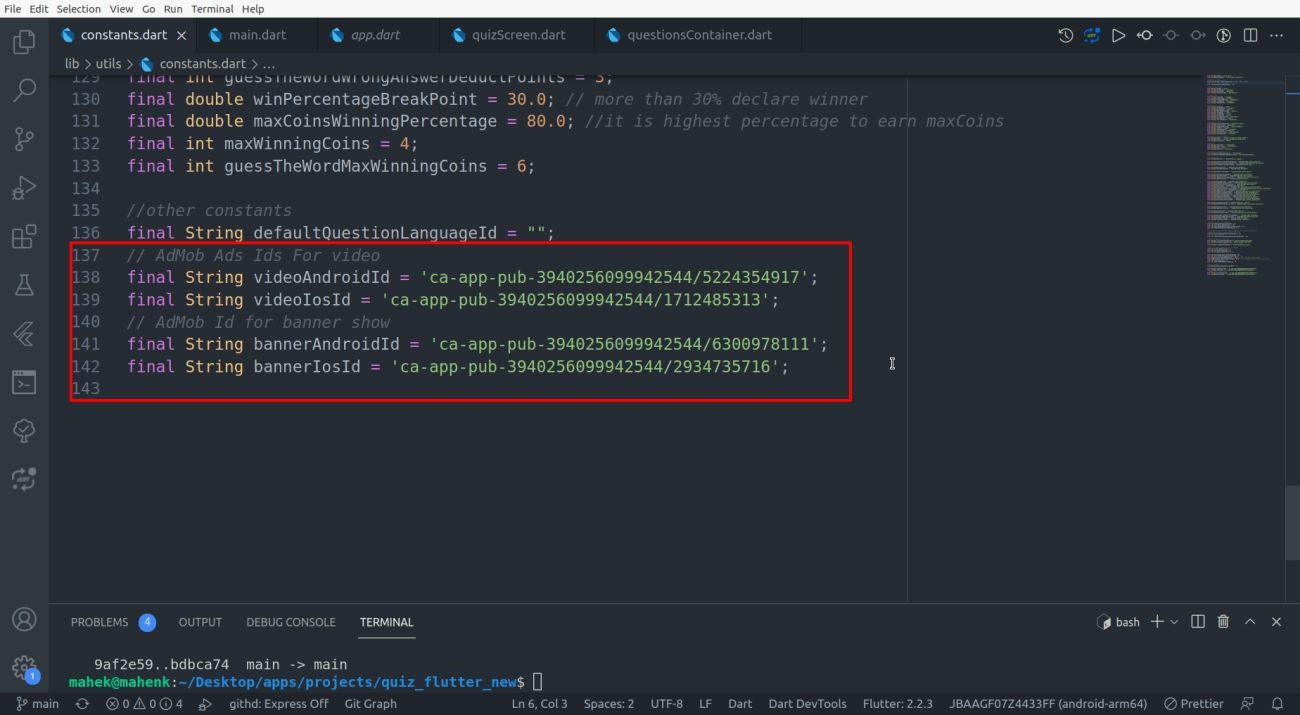 File Edit Selection View Go Run Terminal Help
constants.dart main.dart app.dart quizScreen.dart questionsContainer.dart
lib > utils > constants.dart > ...
129 final int guessTheWordWrongAnswerDeductPoints = 3;
130 final double winPercentageBreakPoint = 30.0; // more than 30% declare winner
131 final double maxCoinsWinningPercentage = 80.0; //it is highest percentage to earn maxCoins
132 final int maxWinningCoins = 4;
133 final int guessTheWordMaxWinningCoins = 6;
134
135 //other constants
136 final String defaultQuestionLanguageId = "";
137 // AdMob Ads Ids For video
138 final String videoAndroidId = 'ca-app-pub-3940256099942544/5224354917';
139 final String videoIosId = 'ca-app-pub-3940256099942544/1712485313';
140 // AdMob Id for banner show
141 final String bannerAndroidId = 'ca-app-pub-3940256099942544/6300978111';
142 final String bannerIosId = 'ca-app-pub-3940256099942544/2934735716';
143
PROBLEMS 4 OUTPUT DEBUG CONSOLE TERMINAL bash
9af2e59..bdbca74 main -> main
mahek@mahenk:~/Desktop/apps/projects/quiz_flutter_new$
1
main 0 0 4 githd: Express Off Git Graph Ln 6, Col 3 Spaces: 2 UTF-8 LF Dart Dart DevTools Flutter: 2.2.3 JBAAGF07Z4433FF (android-arm64) Prettier